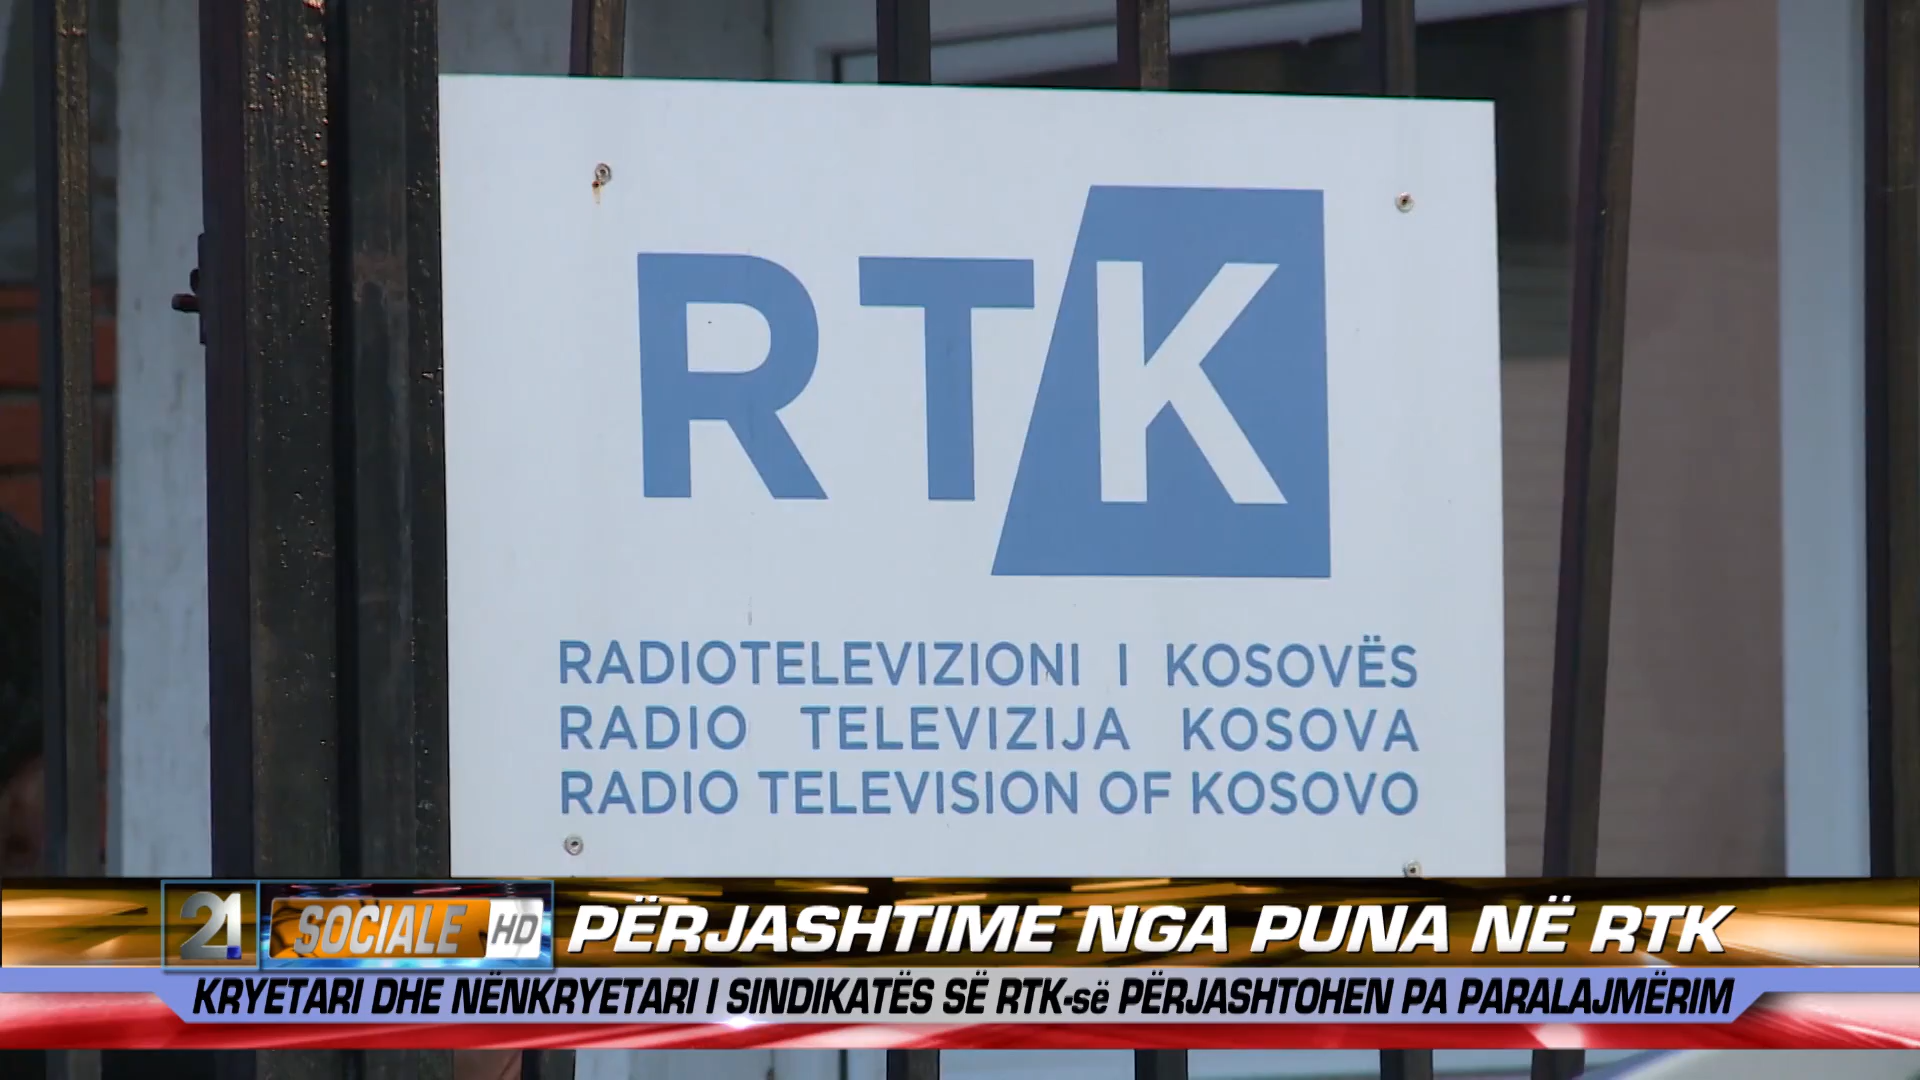 RTK
RADIOTELEVIZIONI I KOSOVËS
RADIO TELEVIZIJA KOSOVA
RADIO TELEVISION OF KOSOVO
21 SOCIALE HD PËRJASHTIME NGA PUNA NË RTK
KRYETARI DHE NËNKRYETARI I SINDIKATËS SË RTK-së PËRJASHTOHEN PA PARALAJMËRIM